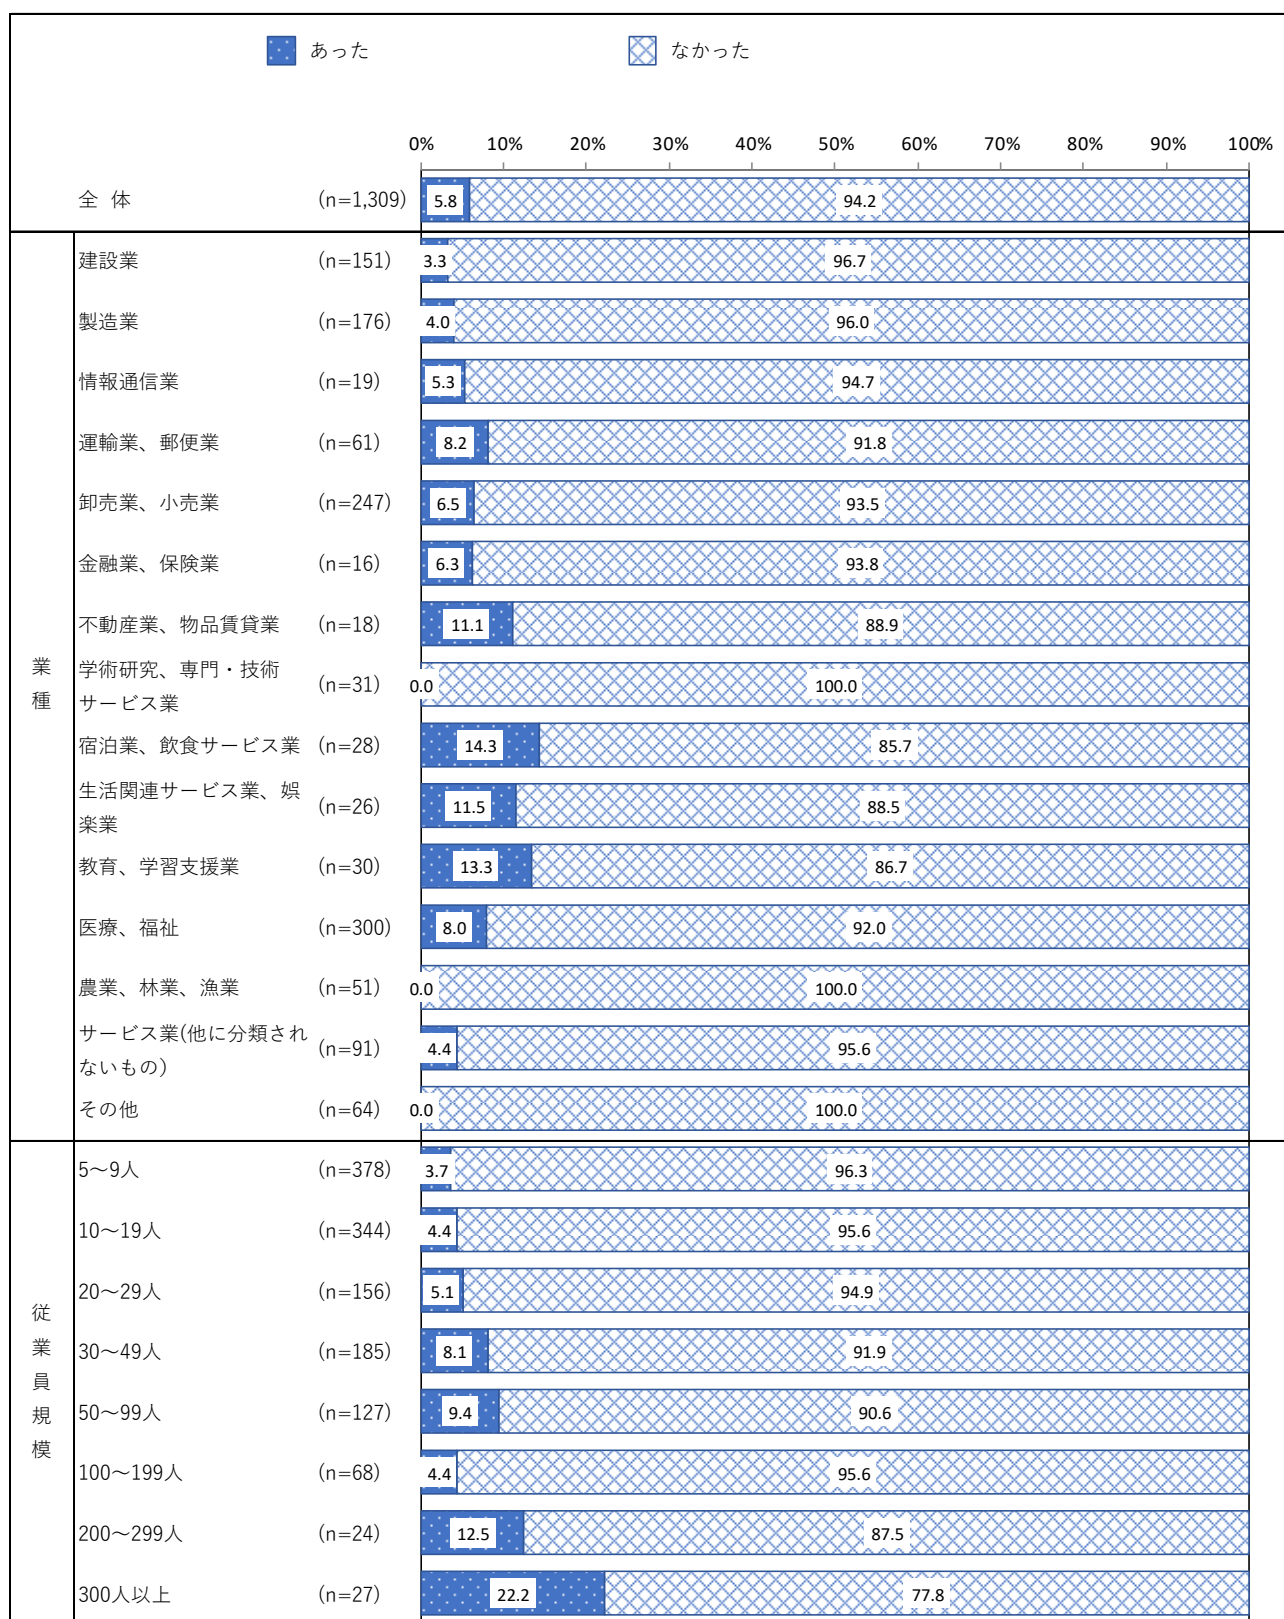 あった なかった
0% 10% 20% 30% 40% 50% 60% 70% 80% 90% 100%
全 体 (n=1,309) 5.8 94.2
業種
建設業 (n=151) 3.3 96.7
製造業 (n=176) 4.0 96.0
情報通信業 (n=19) 5.3 94.7
運輸業、郵便業 (n=61) 8.2 91.8
卸売業、小売業 (n=247) 6.5 93.5
金融業、保険業 (n=16) 6.3 93.8
不動産業、物品賃貸業 (n=18) 11.1 88.9
学術研究、専門・技術
サービス業 (n=31) 0.0 100.0
宿泊業、飲食サービス業 (n=28) 14.3 85.7
生活関連サービス業、娯
楽業 (n=26) 11.5 88.5
教育、学習支援業 (n=30) 13.3 86.7
医療、福祉 (n=300) 8.0 92.0
農業、林業、漁業 (n=51) 0.0 100.0
サービス業(他に分類され
ないもの) (n=91) 4.4 95.6
その他 (n=64) 0.0 100.0
従業員規模
5～9人 (n=378) 3.7 96.3
10～19人 (n=344) 4.4 95.6
20～29人 (n=156) 5.1 94.9
30～49人 (n=185) 8.1 91.9
50～99人 (n=127) 9.4 90.6
100～199人 (n=68) 4.4 95.6
200～299人 (n=24) 12.5 87.5
300人以上 (n=27) 22.2 77.8